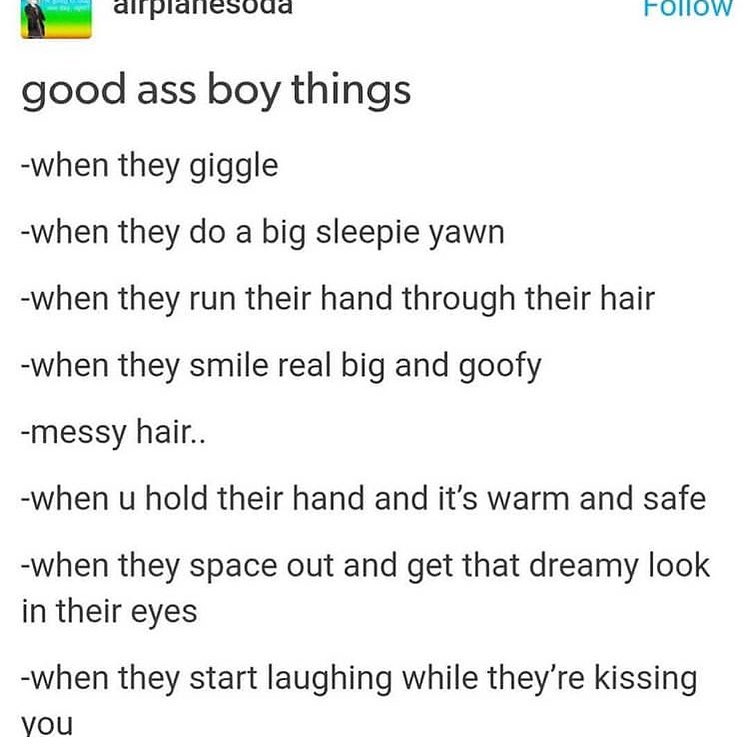 airplanesoda Follow
good ass boy things
-when they giggle
-when they do a big sleepie yawn
-when they run their hand through their hair
-when they smile real big and goofy
-messy hair..
-when u hold their hand and it's warm and safe
-when they space out and get that dreamy look
in their eyes
-when they start laughing while they're kissing
you